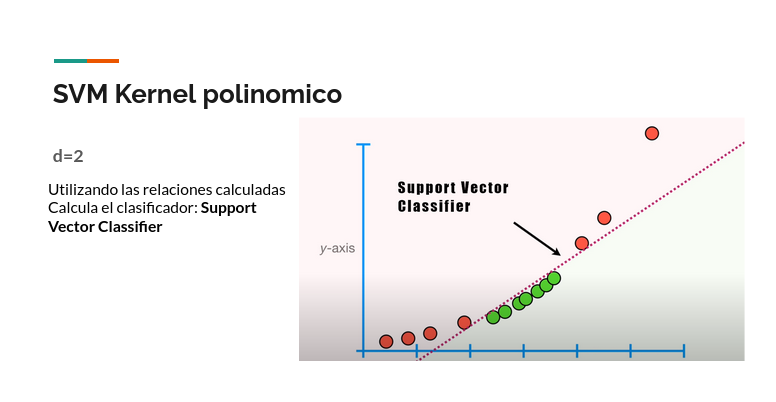 SVM Kernel polinomico
d=2
Utilizando las relaciones calculadas
Calcula el clasificador: Support
Vector Classifier
Support Vector
Classifier
y-axis